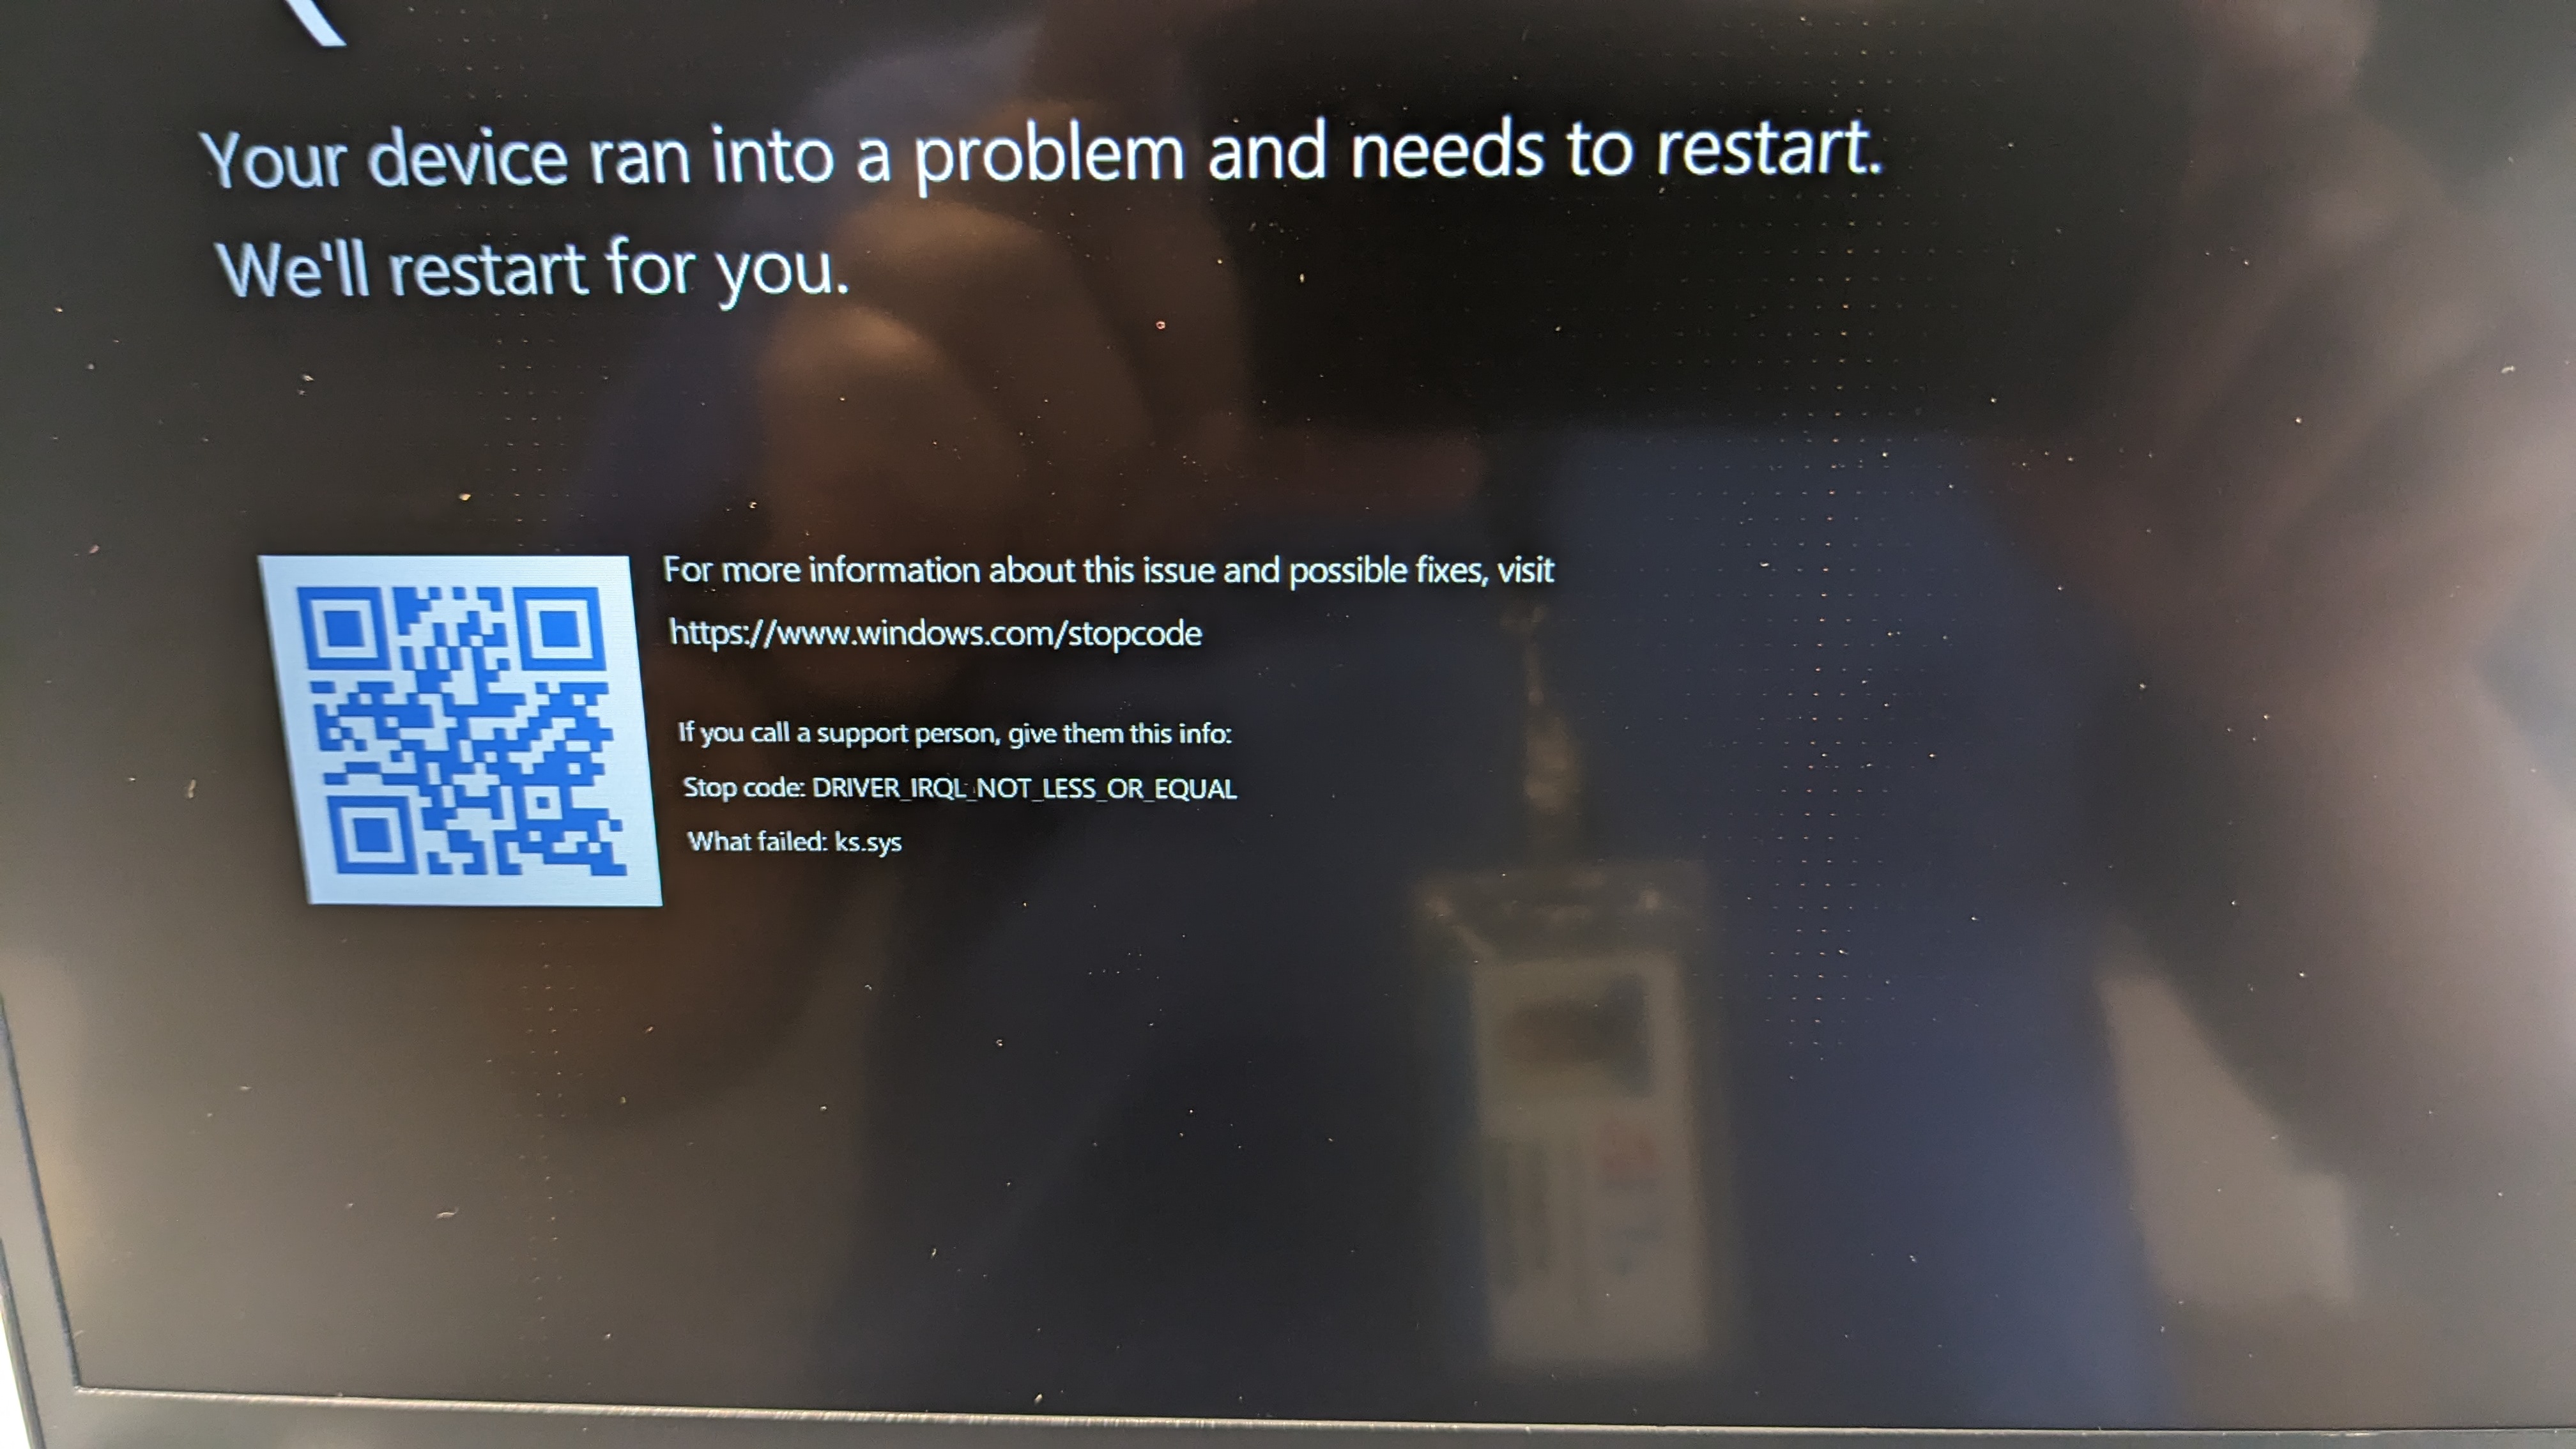 Your device ran into a problem and needs to restart.
We'll restart for you.
For more information about this issue and possible fixes, visit
https://www.windows.com/stopcode
If you call a support person, give them this info:
Stop code: DRIVER_IRQL_NOT_LESS_OR_EQUAL
What failed: ks.sys